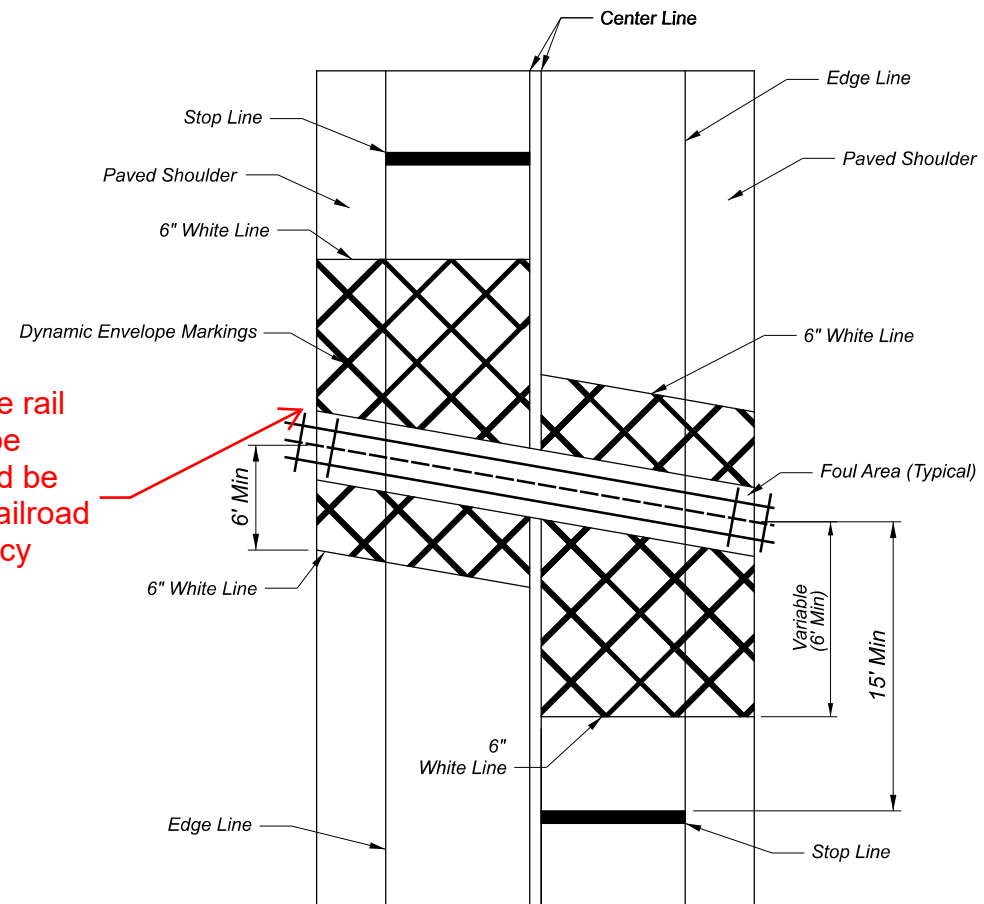 Center Line
Edge Line
Stop Line
Paved Shoulder
Paved Shoulder
6" White Line
Dynamic Envelope Markings
6" White Line
rail
be
be
railroad
Foul Area (Typical)
6' Min
6" White Line
Variable
(6' Min)
15' Min
6"
White Line
Edge Line
Stop Line